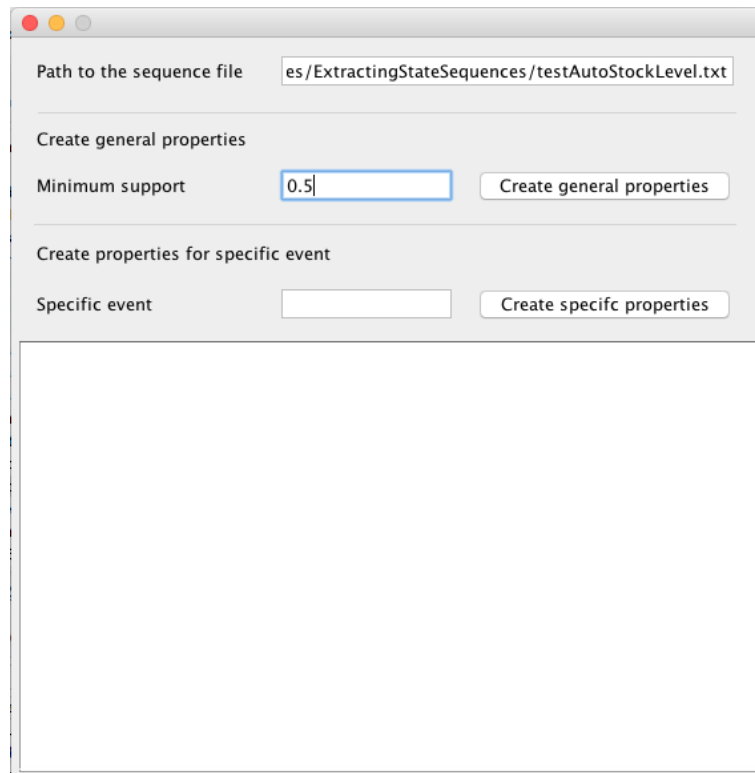 Path to the sequence file es/ExtractingStateSequences/testAutoStockLevel.txt
Create general properties
Minimum support 0.5 Create general properties
Create properties for specific event
Specific event Create specifc properties